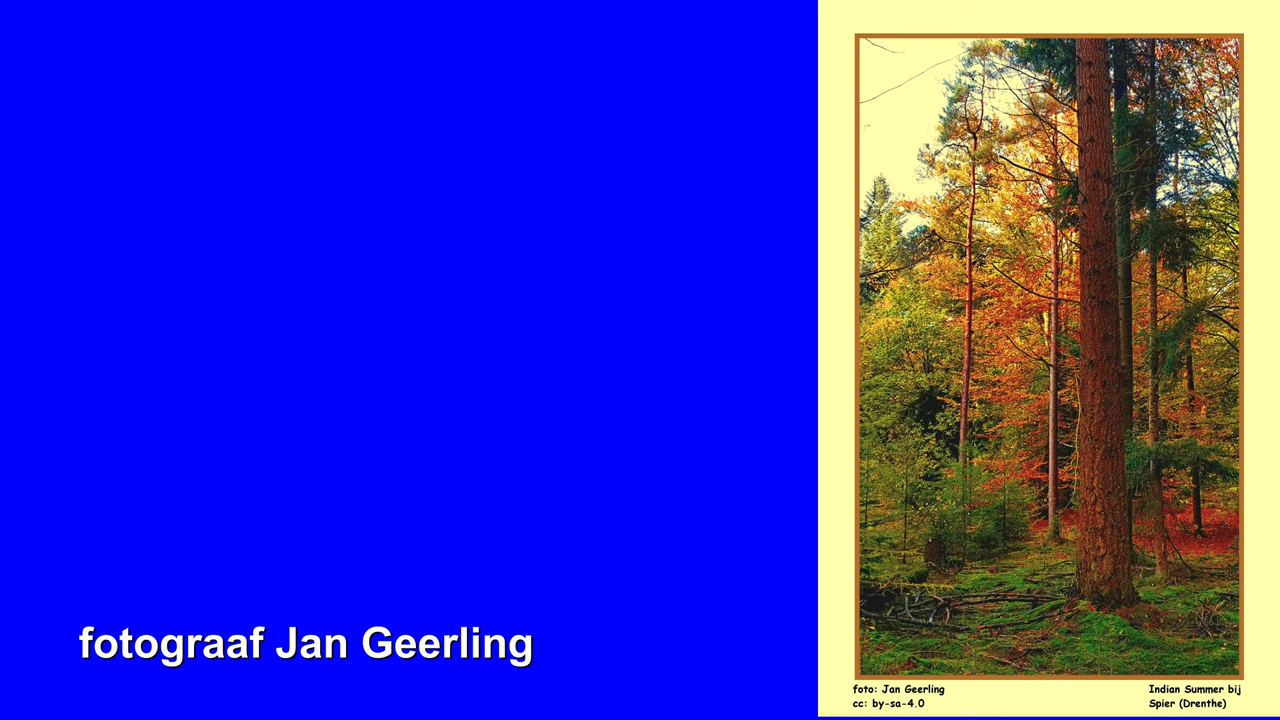 fotograaf Jan Geerling
foto: Jan Geerling
cc: by-sa-4.0
Indian Summer bij
Spier (Drenthe)